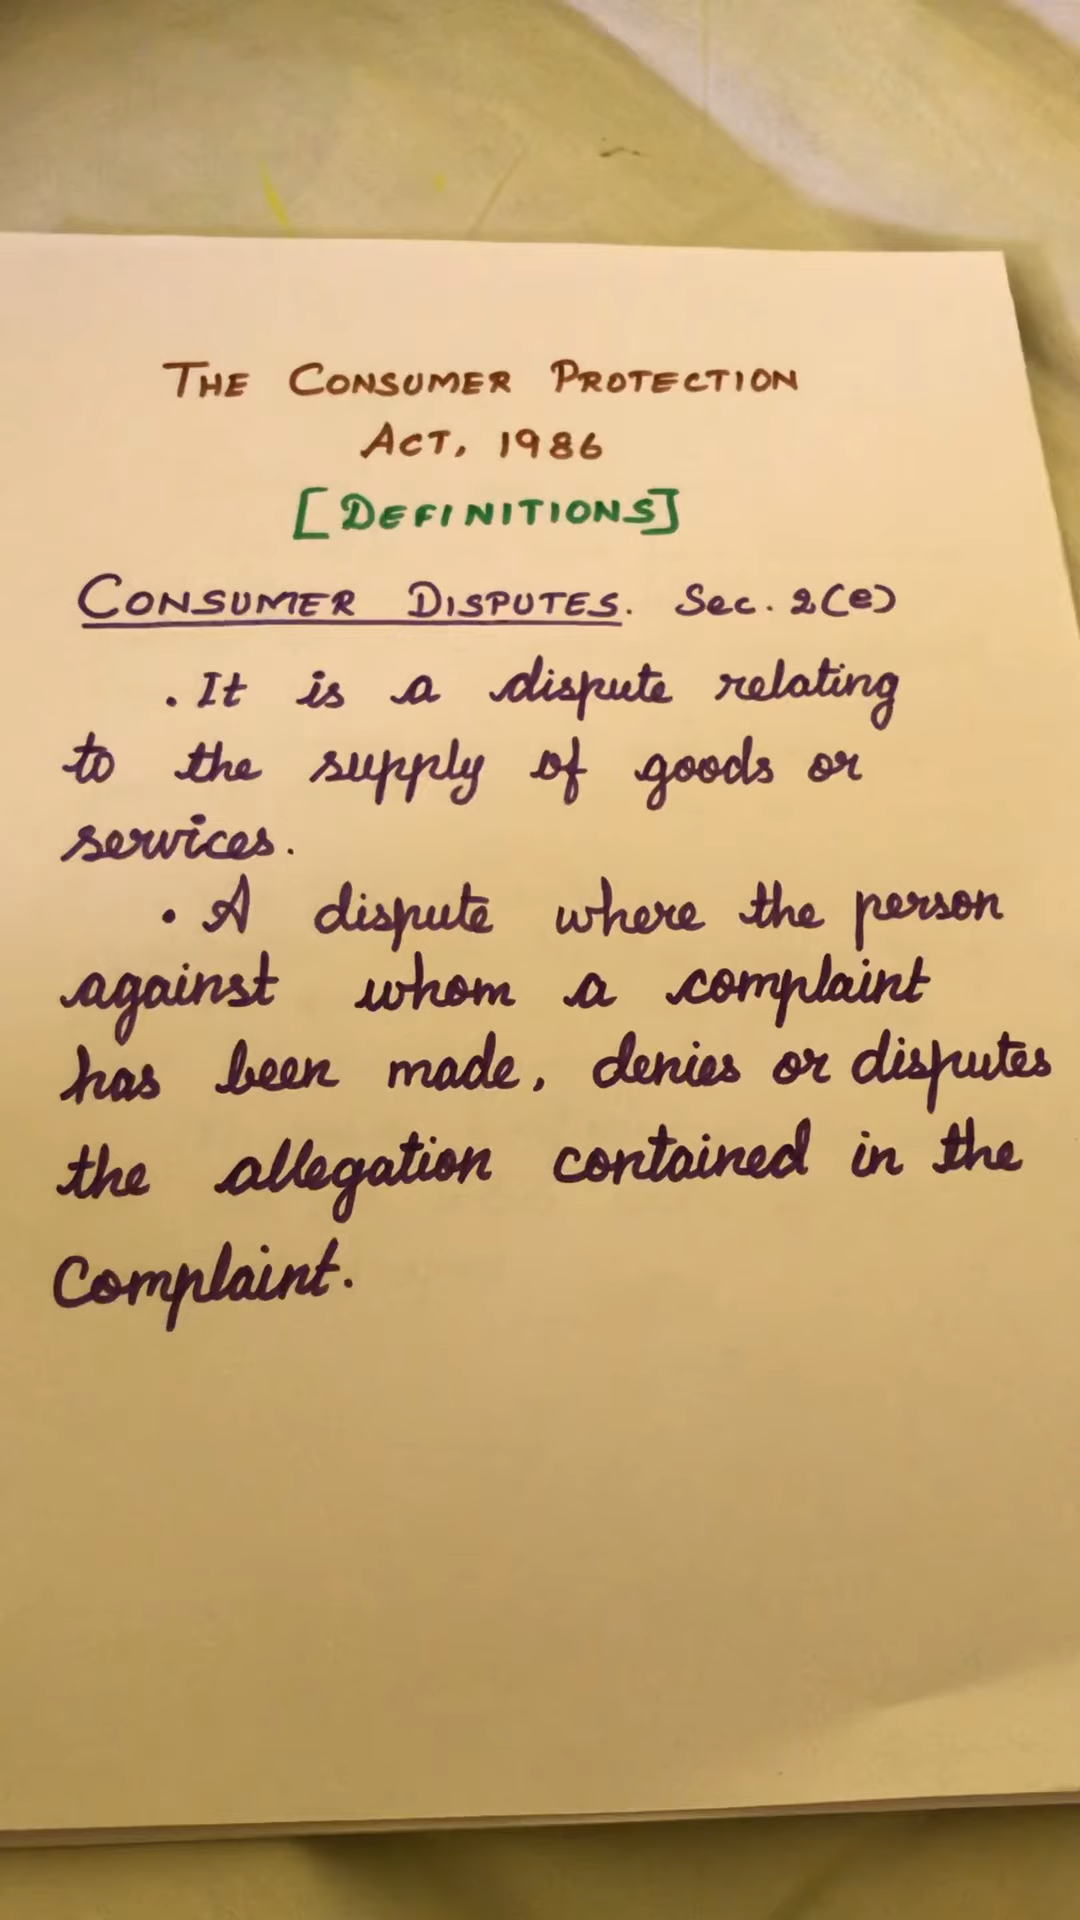 THE CONSUMER PROTECTION
ACT, 1986
[DEFINITIONS]
CONSUMER DISPUTES. Sec. 2(e)
. It is a dispute relating
to the supply of goods or
services.
• A dispute where the person
against whom a complaint
has been made, denies or disputes
the allegation contained in the
Complaint.